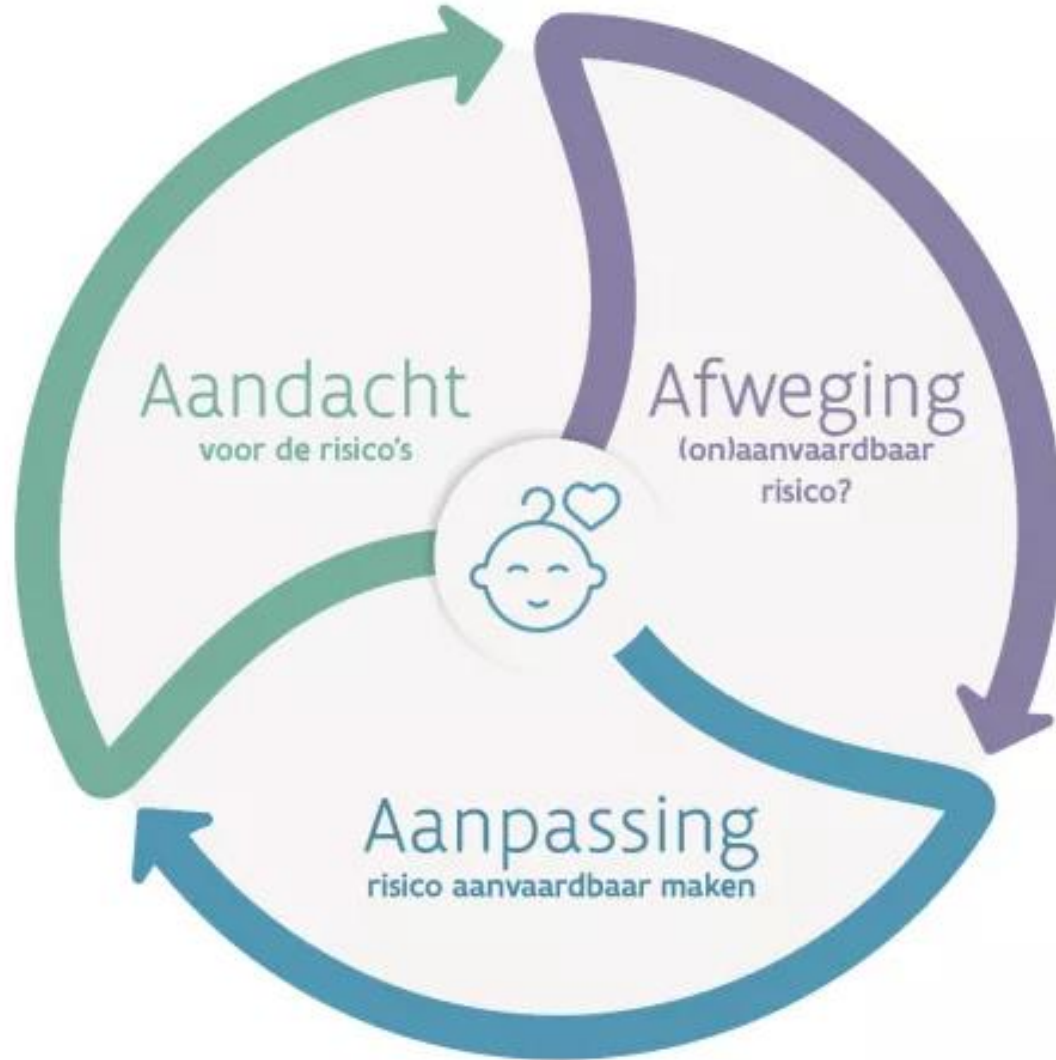 Aandacht
voor de risico's
Afweging
(on)aanvaardbaar
risico?
Aanpassing
risico aanvaardbaar maken